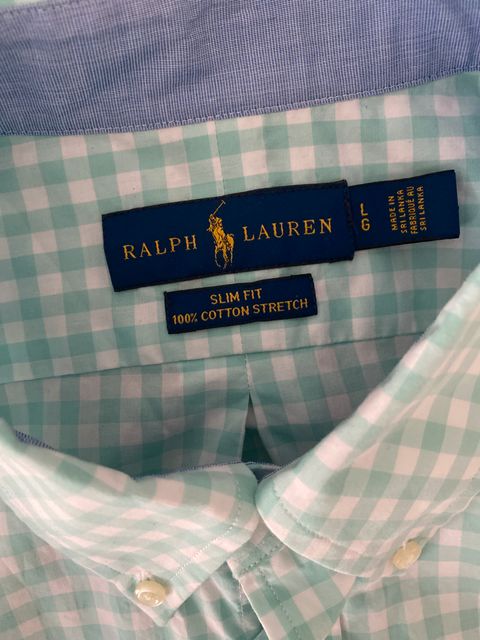 RALPH LAUREN
L
G
MADE IN
SRI LANKA
FABRIQUÉ AU
SRI LANKA
SLIM FIT
100% COTTON STRETCH